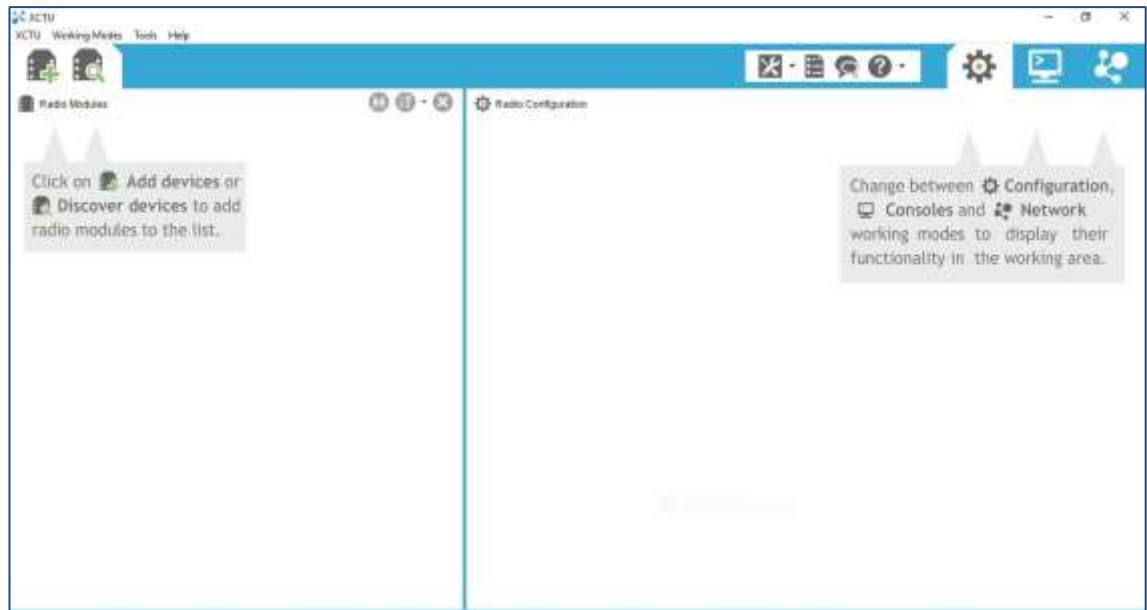 XCTU
XCTU Working Modes Tools Help
Radio Modules
Radio Configuration
Click on Add devices or
Discover devices to add
radio modules to the list.
Change between Configuration,
Consoles and Network
working modes to display their
functionality in the working area.